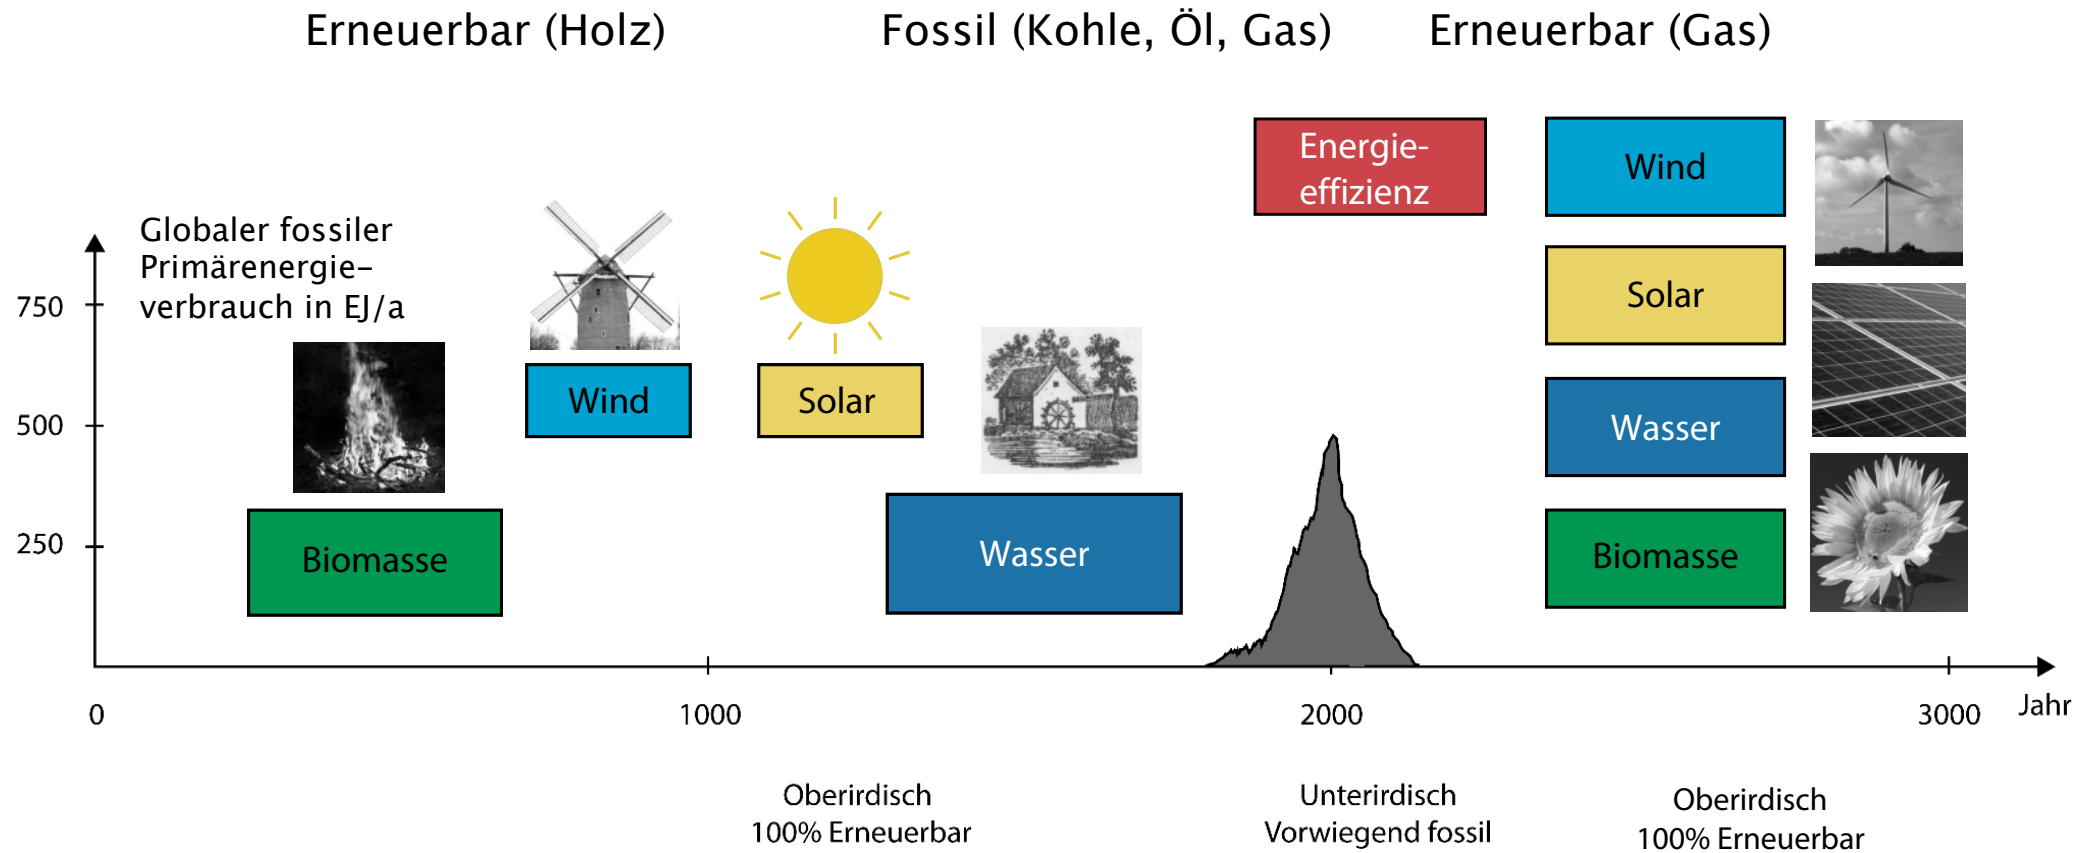 Erneuerbar (Holz)
Fossil (Kohle, Öl, Gas)
Erneuerbar (Gas)
Energie-
effizienz
Wind
Globaler fossiler
Primärenergie-
verbrauch in EJ/a
750
Solar
Wind
Solar
500
Wasser
250
Biomasse
Wasser
Biomasse
0
1000
2000
3000
Jahr
Oberirdisch
100% Erneuerbar
Unterirdisch
Vorwiegend fossil
Oberirdisch
100% Erneuerbar